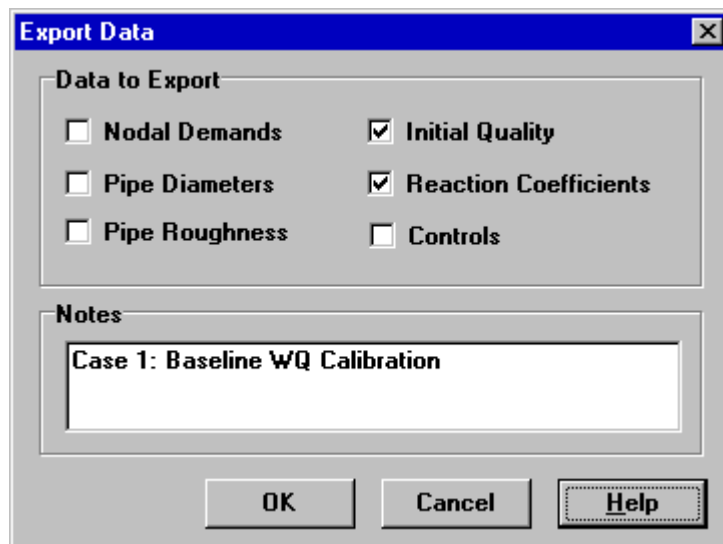 Export Data
Data to Export
Nodal Demands
Initial Quality
Pipe Diameters
Reaction Coefficients
Pipe Roughness
Controls
Notes
Case 1: Baseline WQ Calibration
OK
Cancel
Help